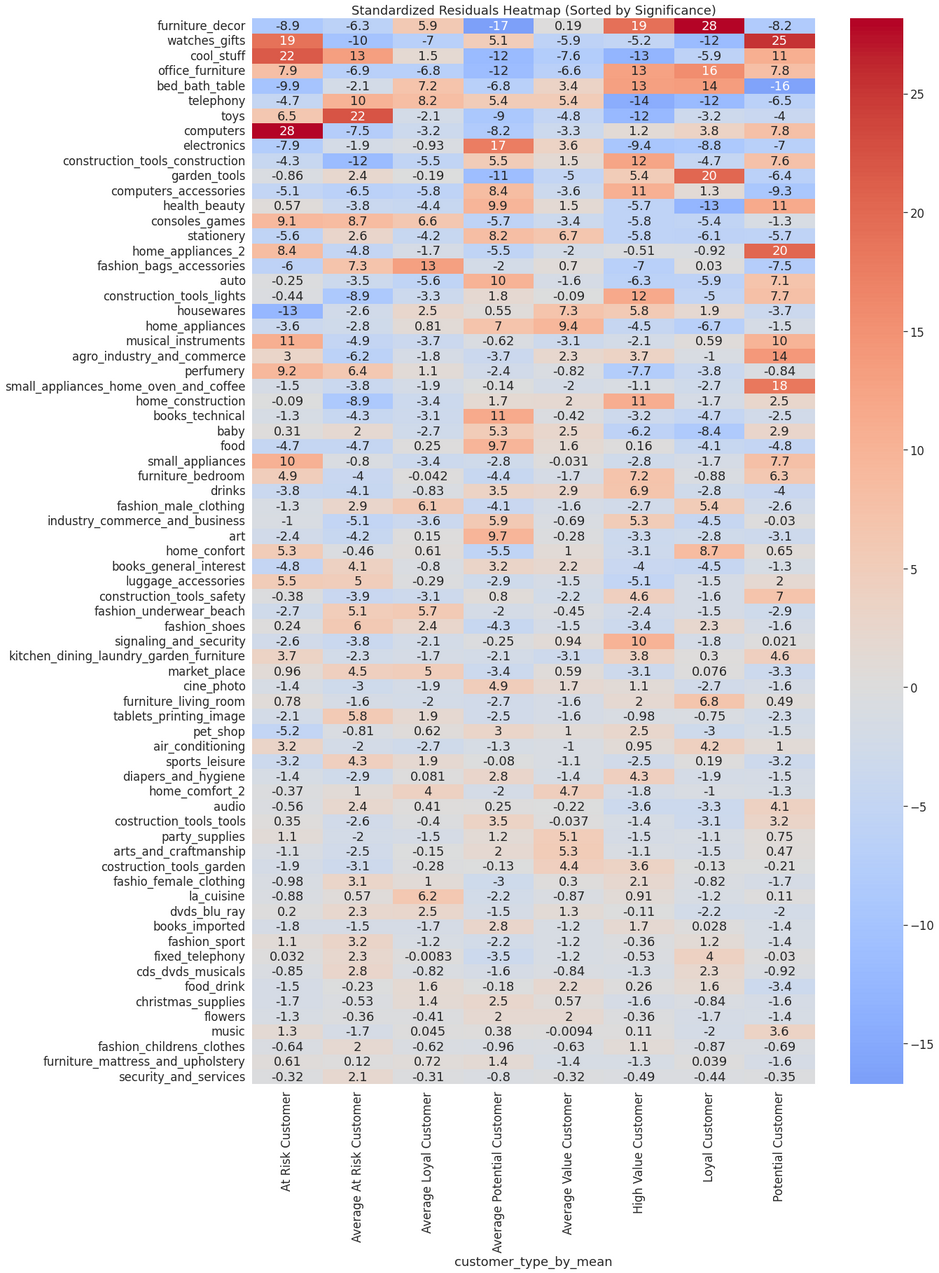 Standardized Residuals Heatmap (Sorted by Significance)
furniture_decor -8.9 -6.3 5.9 -17 0.19 19 28 -8.2
watches_gifts 19 -10 -7 5.1 -5.9 -5.2 -12 25
cool_stuff 22 13 1.5 -12 -7.6 -13 -5.9 11
office_furniture 7.9 -6.9 -6.8 -12 -6.6 13 16 7.8
bed_bath_table -9.9 -2.1 7.2 -6.8 3.4 13 14 -16
telephony -4.7 10 8.2 5.4 5.4 -14 -12 -6.5
toys 6.5 22 -2.1 -9 -4.8 -12 -3.2 -4
computers 28 -7.5 -3.2 -8.2 -3.3 1.2 3.8 7.8
electronics -7.9 -1.9 -0.93 17 3.6 -9.4 -8.8 -7
construction_tools_construction -4.3 -12 -5.5 5.5 1.5 12 -4.7 7.6
garden_tools -0.86 2.4 -0.19 -11 -5 5.4 20 -6.4
computers_accessories -5.1 -6.5 -5.8 8.4 -3.6 11 1.3 -9.3
health_beauty 0.57 -3.8 -4.4 9.9 1.5 -5.7 -13 11
consoles_games 9.1 8.7 6.6 -5.7 -3.4 -5.8 -5.4 -1.3
stationery -5.6 2.6 -4.2 8.2 6.7 -5.8 -6.1 -5.7
home_appliances_2 8.4 -4.8 -1.7 -5.5 -2 -0.51 -0.92 20
fashion_bags_accessories -6 7.3 13 -2 0.7 -7 0.03 -7.5
auto -0.25 -3.5 -5.6 10 -1.6 -6.3 -5.9 7.1
construction_tools_lights -0.44 -8.9 -3.3 1.8 -0.09 12 -5 7.7
housewares -13 -2.6 2.5 0.55 7.3 5.8 1.9 -3.7
home_appliances -3.6 -2.8 0.81 7 9.4 -4.5 -6.7 -1.5
musical_instruments 11 -4.9 -3.7 -0.62 -3.1 -2.1 0.59 10
agro_industry_and_commerce 3 -6.2 -1.8 -3.7 2.3 3.7 -1 14
perfumery 9.2 6.4 1.1 -2.4 -0.82 -7.7 -3.8 -0.84
small_appliances_home_oven_and_coffee -1.5 -3.8 -1.9 -0.14 -2 -1.1 -2.7 18
home_construction -0.09 -8.9 -3.4 1.7 2 11 -1.7 2.5
books_technical -1.3 -4.3 -3.1 11 -0.42 -3.2 -4.7 -2.5
baby 0.31 2 -2.7 5.3 2.5 -6.2 -8.4 2.9
food -4.7 -4.7 0.25 9.7 1.6 0.16 -4.1 -4.8
small_appliances 10 -0.8 -3.4 -2.8 -0.031 -2.8 -1.7 7.7
furniture_bedroom 4.9 -4 -0.042 -4.4 -1.7 7.2 -0.88 6.3
drinks -3.8 -4.1 -0.83 3.5 2.9 6.9 -2.8 -4
fashion_male_clothing -1.3 2.9 6.1 -4.1 -1.6 -2.7 5.4 -2.6
industry_commerce_and_business -1 -5.1 -3.6 5.9 -0.69 5.3 -4.5 -0.03
art -2.4 -4.2 0.15 9.7 -0.28 -3.3 -2.8 -3.1
home_confort 5.3 -0.46 0.61 -5.5 1 -3.1 8.7 0.65
books_general_interest -4.8 4.1 -0.8 3.2 2.2 -4 -4.5 -1.3
luggage_accessories 5.5 5 -0.29 -2.9 -1.5 -5.1 -1.5 2
construction_tools_safety -0.38 -3.9 -3.1 0.8 -2.2 4.6 -1.6 7
fashion_underwear_beach -2.7 5.1 5.7 -2 -0.45 -2.4 -1.5 -2.9
fashion_shoes 0.24 6 2.4 -4.3 -1.5 -3.4 2.3 -1.6
signaling_and_security -2.6 -3.8 -2.1 -0.25 0.94 10 -1.8 0.021
kitchen_dining_laundry_garden_furniture 3.7 -2.3 -1.7 -2.1 -3.1 3.8 0.3 4.6
market_place 0.96 4.5 5 -3.4 0.59 -3.1 0.076 -3.3
cine_photo -1.4 -3 -1.9 4.9 1.7 1.1 -2.7 -1.6
furniture_living_room 0.78 -1.6 -2 -1.7 -1.6 2 6.8 0.49
tablets_printing_image -2.1 5.8 1.9 -2.5 -1.6 -0.98 -0.75 -2.3
pet_shop -5.2 -0.81 0.62 3 1 2.5 -3 -1.5
air_conditioning 3.2 -2 -2.7 -1.3 -1 0.95 4.2 1
sports_leisure -3.2 4.3 1.9 -0.08 -1.1 -2.5 0.19 -3.2
diapers_and_hygiene -1.4 -2.9 0.081 2.8 -1.4 4.3 -1.9 -1.5
home_comfort_2 -0.37 1 4 -2 4.7 -1.8 -1 -1.3
audio -0.56 2.4 0.41 0.25 -0.22 -3.6 -3.3 4.1
costruction_tools_tools 0.35 -2.6 -0.4 3.5 -0.037 -1.4 -3.1 3.2
party_supplies 1.1 -2 -1.5 1.2 5.1 -1.5 -1.1 0.75
arts_and_craftmanship -1.1 -2.5 -0.15 2 5.3 -1.1 -1.5 0.47
costruction_tools_garden -1.9 -3.1 -0.28 -0.13 4.4 3.6 -0.13 -0.21
fashio_female_clothing -0.98 3.1 1 -3 0.3 2.1 -0.82 -1.7
la_cuisine -0.88 0.57 6.2 -2.2 -0.87 0.91 -1.2 0.11
dvds_blu_ray 0.2 2.3 2.5 -1.5 1.3 -0.11 -2.2 -2
books_imported -1.8 -1.5 -1.7 2.8 -1.2 1.7 0.028 -1.4
fashion_sport 1.1 3.2 -1.2 -2.2 -1.2 -0.36 1.2 -1.4
fixed_telephony 0.032 2.3 -0.0083 -3.5 -1.2 -0.53 4 -0.03
cds_dvds_musicals -0.85 2.8 -0.82 -1.6 -0.84 -1.3 2.3 -0.92
food_drink -1.5 -0.23 1.6 -0.18 2.2 0.26 1.6 -3.4
christmas_supplies -1.7 -0.53 1.4 2.5 0.57 -1.6 -0.84 -1.6
flowers -1.3 -0.36 -0.41 2 2 -0.36 -1.7 -1.4
music 1.3 -1.7 0.045 0.38 -0.0094 0.11 -2 3.6
fashion_childrens_clothes -0.64 2 -0.62 -0.96 -0.63 1.1 -0.87 -0.69
furniture_mattress_and_upholstery 0.61 0.12 0.72 1.4 -1.4 -1.3 0.039 -1.6
security_and_services -0.32 2.1 -0.31 -0.8 -0.32 -0.49 -0.44 -0.35
At Risk Customer
Average At Risk Customer
Average Loyal Customer
Average Potential Customer
Average Value Customer
High Value Customer
Loyal Customer
Potential Customer
customer_type_by_mean
25
20
15
10
5
0
−5
−10
−15